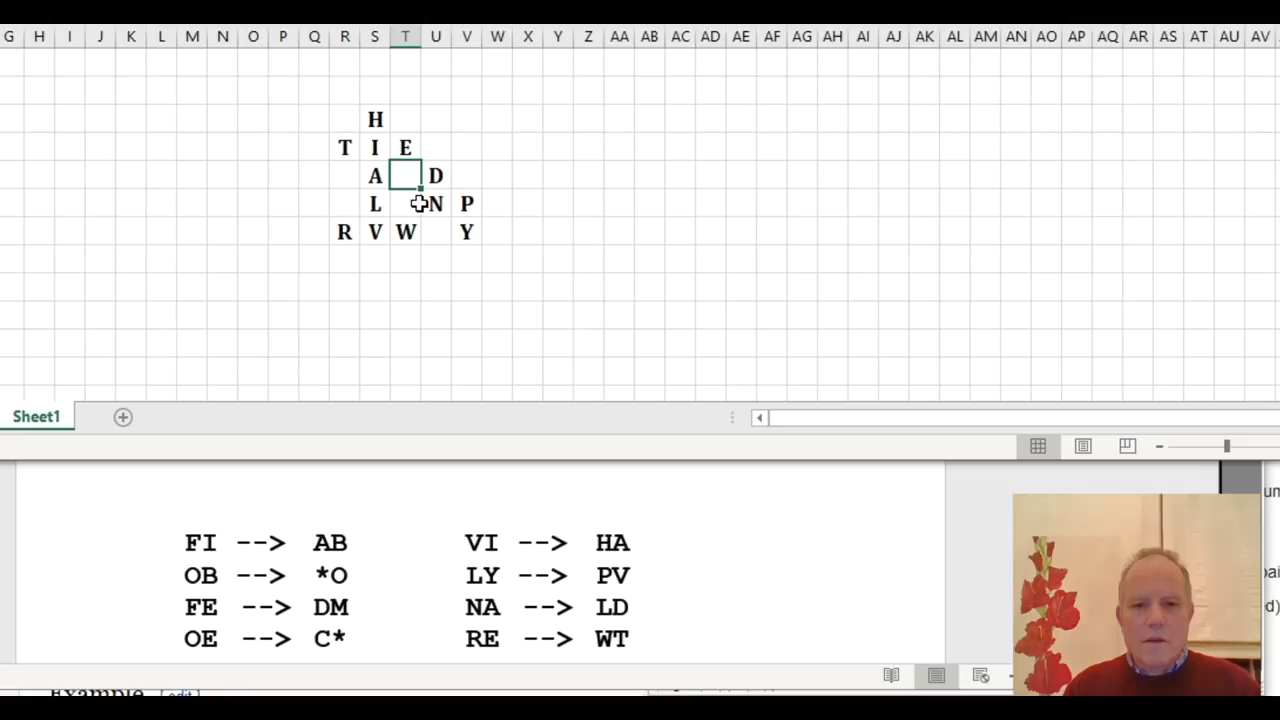 G H I J K L M N O P Q R S T U V W X Y Z AA AB AC AD AE AF AG AH AI AJ AK AL AM AN AO AP AQ AR AS AT AU AV
H
T I E
A D
L N P
R V W Y
Sheet1
FI --> AB VI --> HA
OB --> *O LY --> PV
FE --> DM NA --> LD
OE --> C* RE --> WT